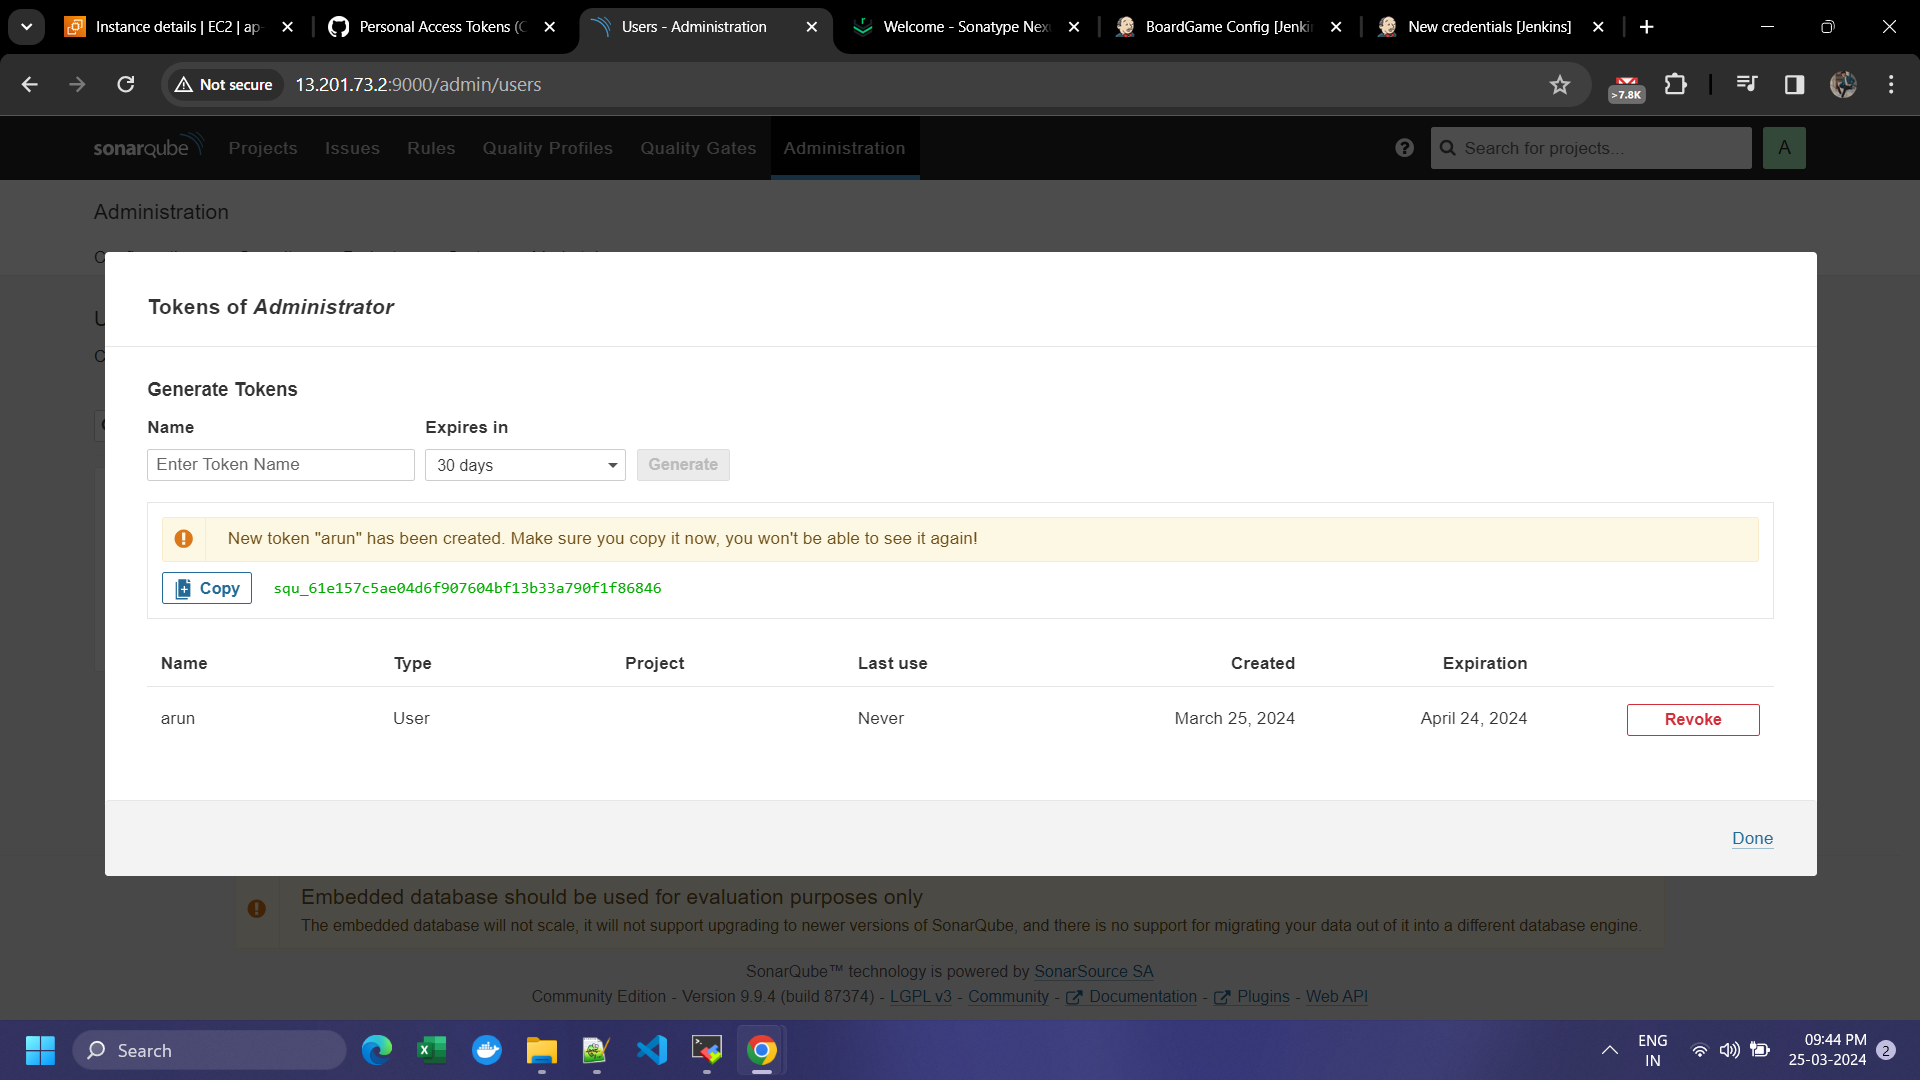 Instance details | EC2 | ap-
Personal Access Tokens (C
Users - Administration
Welcome - Sonatype Nex
BoardGame Config [Jenki
New credentials [Jenkins]
Not secure
13.201.73.2:9000/admin/users
>7.8K
sonarqube
Projects
Issues
Rules
Quality Profiles
Quality Gates
Administration
Search for projects...
A
Administration
Tokens of Administrator
Generate Tokens
Name
Expires in
Enter Token Name
30 days
Generate
New token "arun" has been created. Make sure you copy it now, you won't be able to see it again!
Copy
squ_61e157c5ae04d6f907604bf13b33a790f1f86846
Name
Type
Project
Last use
Created
Expiration
arun
User
Never
March 25, 2024
April 24, 2024
Revoke
Done
Embedded database should be used for evaluation purposes only
The embedded database will not scale, it will not support upgrading to newer versions of SonarQube, and there is no support for migrating your data out of it into a different database engine.
SonarQube™ technology is powered by SonarSource SA
Community Edition - Version 9.9.4 (build 87374) - LGPL v3 - Community - Documentation - Plugins - Web API
Search
ENG
IN
09:44 PM
25-03-2024
2